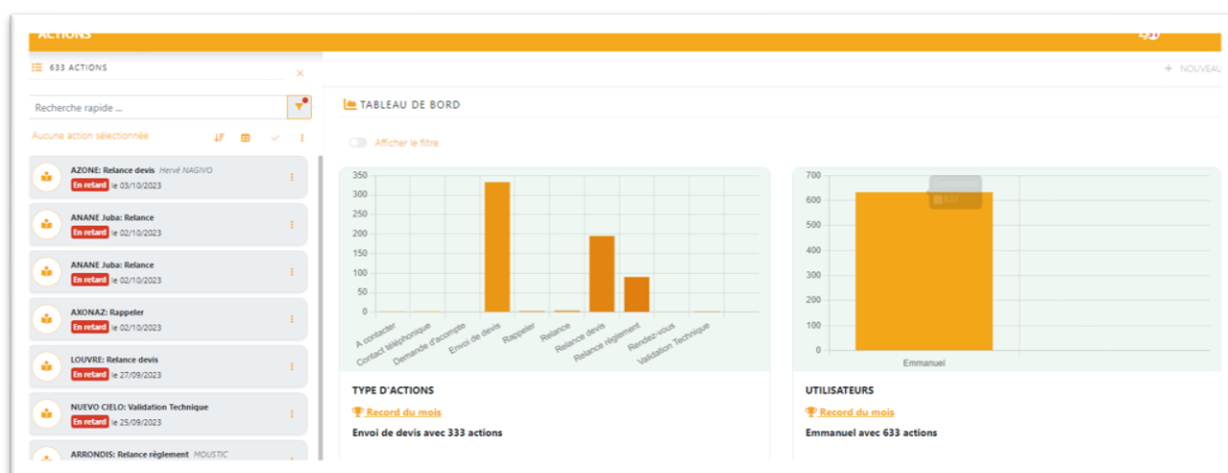 ACTIONS
633 ACTIONS
+ NOUVEAU
Recherche rapide ...
TABLEAU DE BORD
Aucune action sélectionnée
Afficher le filtre
AZONE: Relance devis Hervé NAGIVO
En retard le 03/10/2023
ANANE Juba: Relance
En retard le 02/10/2023
ANANE Juba: Relance
En retard le 02/10/2023
AXONAZ: Rappeler
En retard le 02/10/2023
LOUVRE: Relance devis
En retard le 27/09/2023
NUEVO CIELO: Validation Technique
En retard le 25/09/2023
ARRONDIS: Relance règlement MOUSTIC
350
300
250
200
150
100
50
0
A contacter
Contact téléphonique
Demande d'acompte
Envoi de devis
Rappeler
Relance
Relance devis
Relance règlement
Rendez-vous
Validation Technique
TYPE D'ACTIONS
Record du mois
Envoi de devis avec 333 actions
700
600
500
400
300
200
100
0
633
Emmanuel
UTILISATEURS
Record du mois
Emmanuel avec 633 actions